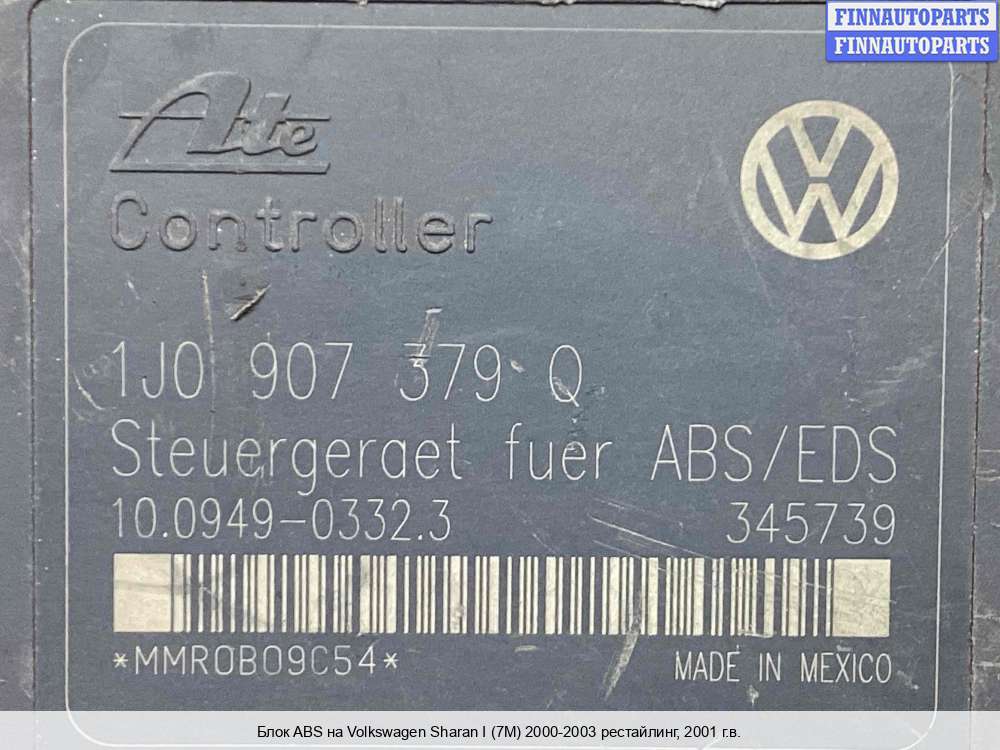 FINNAUTOPARTS
FINNAUTOPARTS
Ate
Controller
1J0 907 379 Q
Steuergeraet fuer ABS/EDS
10.0949-0332.3 345739
*MMR0B09C54*
MADE IN MEXICO
Блок ABS на Volkswagen Sharan I (7M) 2000-2003 рестайлинг, 2001 г.в.